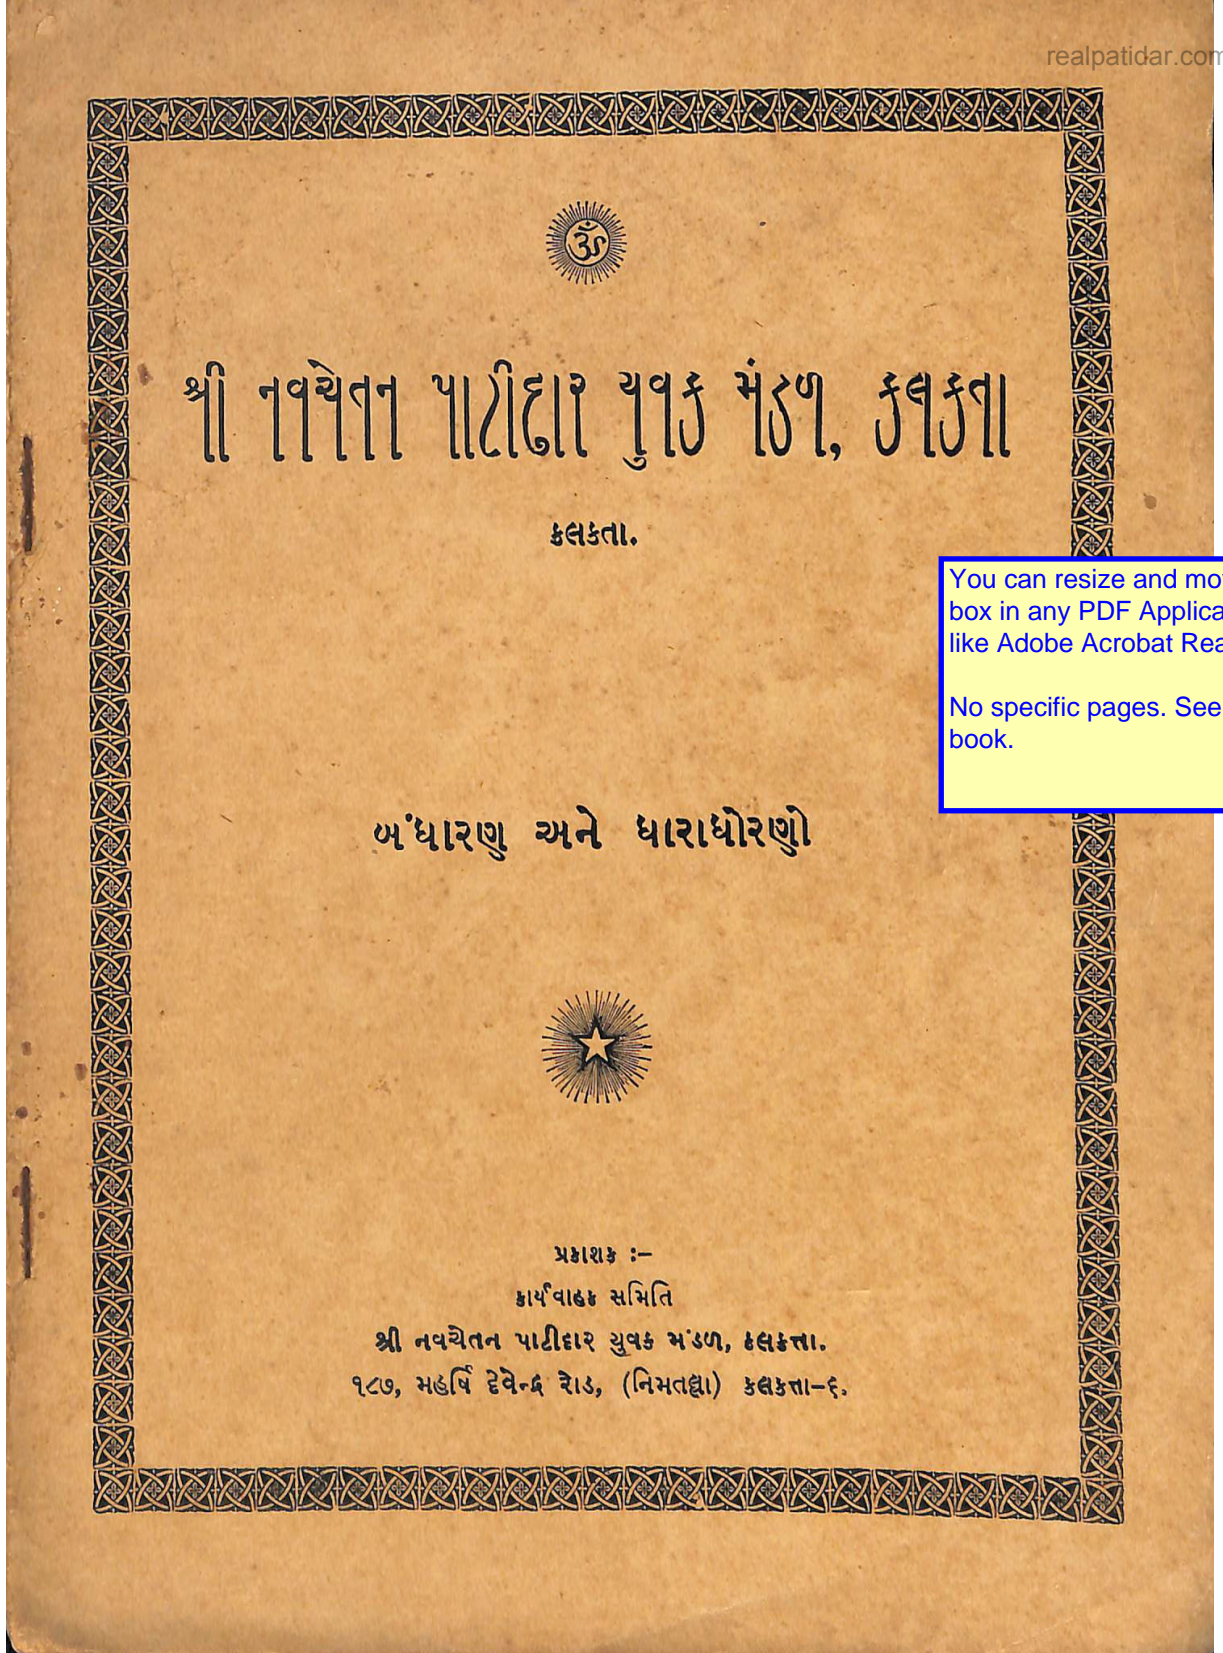 realpatidar.com
ॐ
શ્રી નવચેતન પાટીદાર યુવક મંડળ, કલકતા
કલકતા.
You can resize and mo
box in any PDF Applica
like Adobe Acrobat Rea
No specific pages. See
book.
બંધારણ અને ધારાધોરણો
પ્રકાશક :–
કાર્યવાહક સમિતિ
શ્રી નવચેતન પાટીદાર યુવક મંડળ, કલકત્તા.
૧૮૭, મહર્ષિ દેવેન્દ્ર રોડ, (નિમતલ્લા) કલકત્તા–૬.